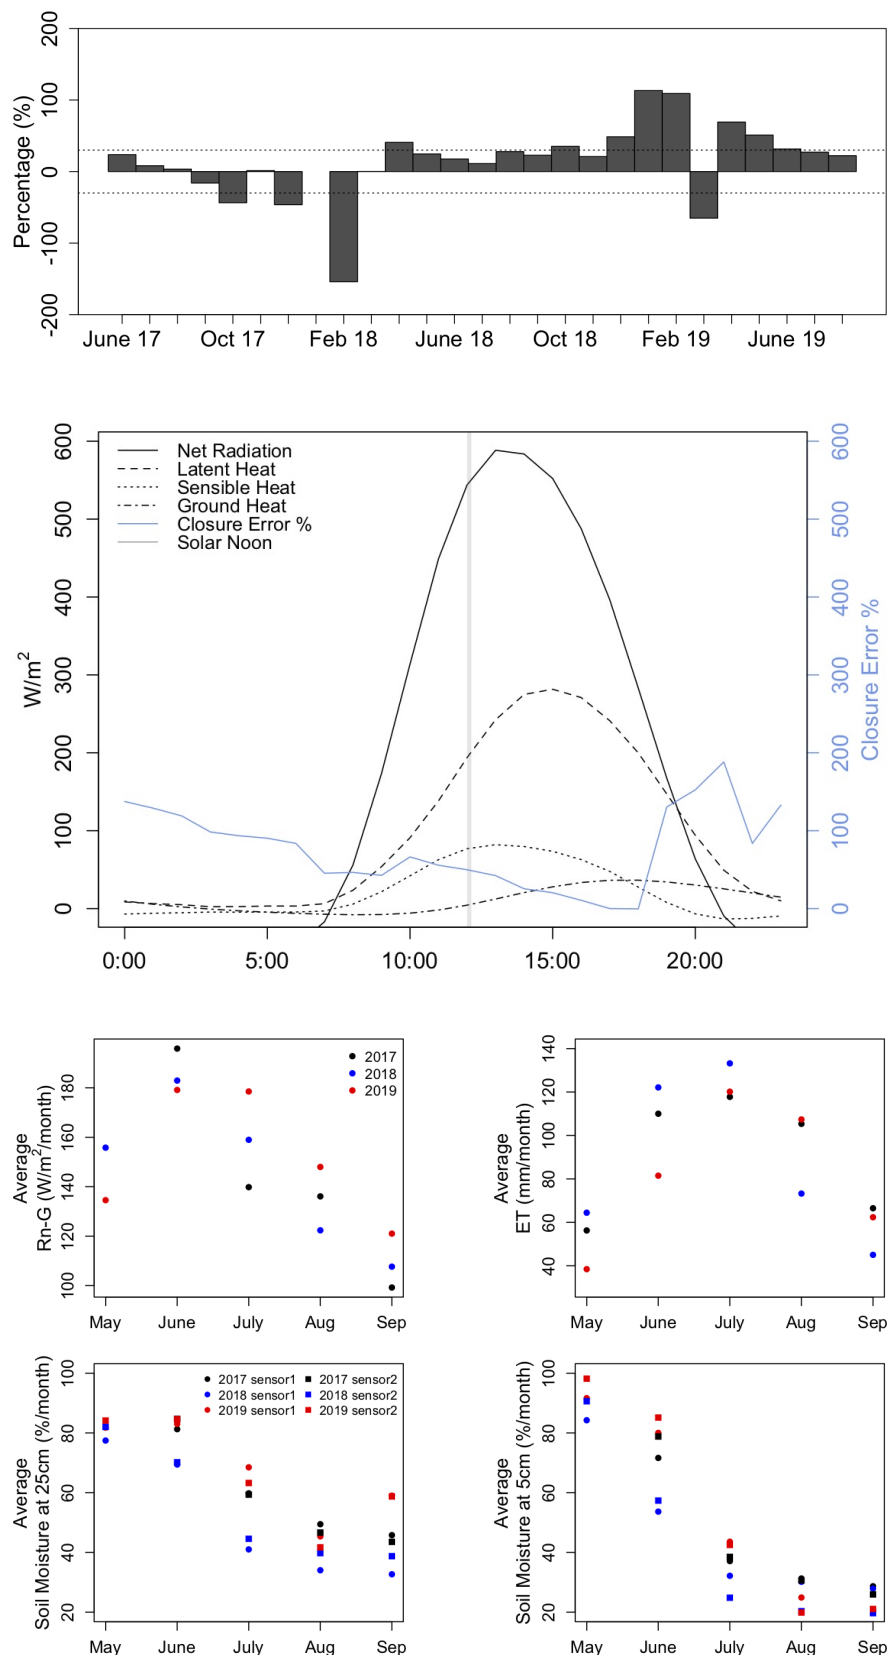 200
100
0
-100
-200
Percentage (%)
June 17 Oct 17 Feb 18 June 18 Oct 18 Feb 19 June 19
Net Radiation
Latent Heat
Sensible Heat
Ground Heat
Closure Error %
Solar Noon
600
500
400
300
200
100
0
W/m²
600
500
400
300
200
100
0
Closure Error %
0:00 5:00 10:00 15:00 20:00
2017
2018
2019
180
160
140
120
100
Average
Rn-G (W/m²/month)
May June July Aug Sep
140
120
100
80
60
40
Average
ET (mm/month)
May June July Aug Sep
2017 sensor1 2017 sensor2
2018 sensor1 2018 sensor2
2019 sensor1 2019 sensor2
100
80
60
40
20
Average
Soil Moisture at 25cm (%/month)
May June July Aug Sep
100
80
60
40
20
Average
Soil Moisture at 5cm (%/month)
May June July Aug Sep